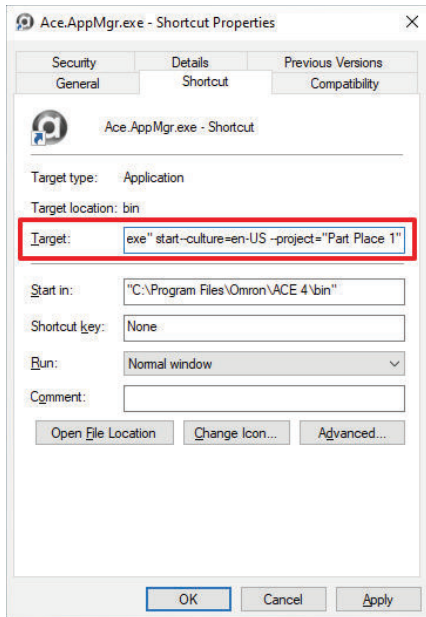 Ace.AppMgr.exe - Shortcut Properties
Security Details Previous Versions
General Shortcut Compatibility
Ace.AppMgr.exe - Shortcut
Target type: Application
Target location: bin
Target: exe" start--culture=en-US --project="Part Place 1"
Start in: "C:\Program Files\Omron\ACE 4\bin"
Shortcut key: None
Run: Normal window
Comment:
Open File Location Change Icon... Advanced...
OK Cancel Apply